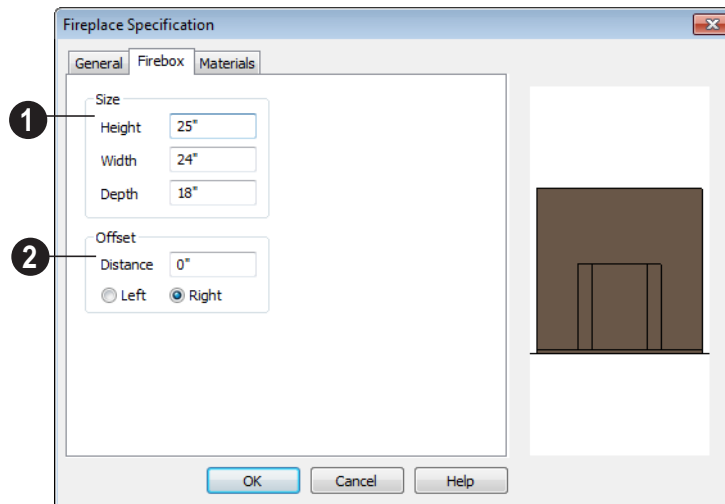 Fireplace Specification
General Firebox Materials
1
Size
Height 25"
Width 24"
Depth 18"
2
Offset
Distance 0"
Left Right
OK Cancel Help